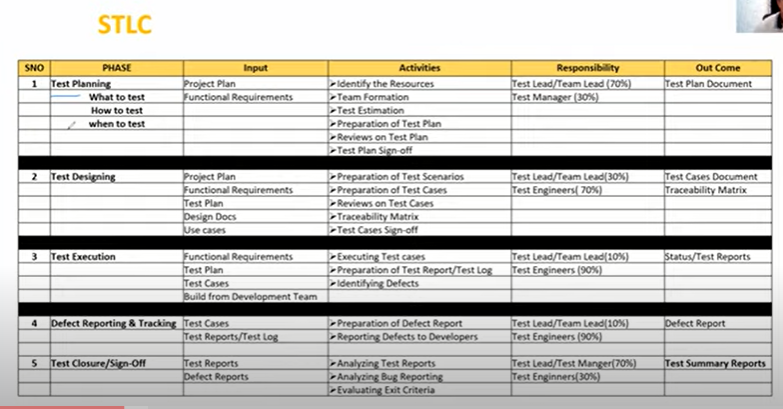 STLC
SNO PHASE Input Activities Responsibility Out Come
1 Test Planning Project Plan ➢Identify the Resources Test Lead/Team Lead (70%) Test Plan Document
What to test Functional Requirements ➢Team Formation Test Manager (30%)
How to test ➢Test Estimation
when to test ➢Preparation of Test Plan
➢Reviews on Test Plan
➢Test Plan Sign-off
2 Test Designing Project Plan ➢Preparation of Test Scenarios Test Lead/Team Lead(30%) Test Cases Document
Functional Requirements ➢Preparation of Test Cases Test Engineers( 70%) Traceability Matrix
Test Plan ➢Reviews on Test Cases
Design Docs ➢Traceability Matrix
Use cases ➢Test Cases Sign-off
3 Test Execution Functional Requirements ➢Executing Test cases Test Lead/Team Lead(10%) Status/Test Reports
Test Plan ➢Preparation of Test Report/Test Log Test Engineers (90%)
Test Cases ➢Identifying Defects
Build from Development Team
4 Defect Reporting & Tracking Test Cases ➢Preparation of Defect Report Test Lead/Team Lead(10%) Defect Report
Test Reports/Test Log ➢Reporting Defects to Developers Test Engineers (90%)
5 Test Closure/Sign-Off Test Reports ➢Analyzing Test Reports Test Lead/Test Manger(70%) Test Summary Reports
Defect Reports ➢Analyzing Bug Reporting Test Enginners(30%)
➢Evaluating Exit Criteria